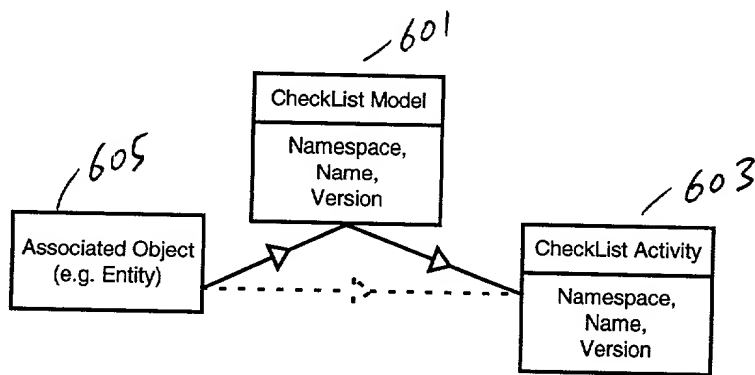 601
CheckList Model
Namespace,
Name,
Version
605
Associated Object
(e.g. Entity)
603
CheckList Activity
Namespace,
Name,
Version